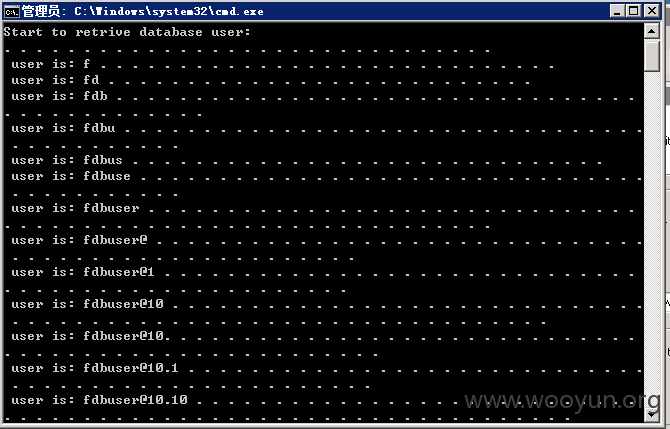 管理员: C:\Windows\system32\cmd.exe
Start to retrive database user:
. . . . . . . . . . . . . . . . . . . . . . . . . . . . . .
user is: f . . . . . . . . . . . . . . . . . . . . . . . . . . . .
user is: fd . . . . . . . . . . . . . . . . . . . . . . . . . .
user is: fdb . . . . . . . . . . . . . . . . . . . . . . . . . . . . . . . .
. . . . . . . . . . . .
user is: fdbu . . . . . . . . . . . . . . . . . . . . . . . . . . . . . . . .
. . . . . . . . . . .
user is: fdbus . . . . . . . . . . . . . . . . . . . . . . . . . . . . .
user is: fdbuse . . . . . . . . . . . . . . . . . . . . . . . . . . . . . . .
. . . . . . . . . . .
user is: fdbuser . . . . . . . . . . . . . . . . . . . . . . . . . . . . . .
. . . . . . . . . . . . . . . . . . . . . . . . . . . . . .
user is: fdbuser@ . . . . . . . . . . . . . . . . . . . . . . . . . . . . . .
. . . . . . . . . . . . . . . . . . . . .
user is: fdbuser@1 . . . . . . . . . . . . . . . . . . . . . . . . . . . . .
. . . . . . . . . . . . . . . . . . . . .
user is: fdbuser@10 . . . . . . . . . . . . . . . . . . . . . . . . . . . . .
. . . . . . . . . . . . . . . . . . . . . . . . . . . . . . . . .
user is: fdbuser@10. . . . . . . . . . . . . . . . . . . . . . . . . . . . .
. . . . . . . . . . . . . . . . . . . . . . .
user is: fdbuser@10.1 . . . . . . . . . . . . . . . . . . . . . . . . . . . .
. . . . . . . . . . . . . . . . . . . . . .
user is: fdbuser@10.10 . . . . . . . . . . . . . . . . . . . . . . . . . . .
. . . . . . . . . . . . . . . . . . . . . . . . . . . . . . . . . . .
www.wooyun.org